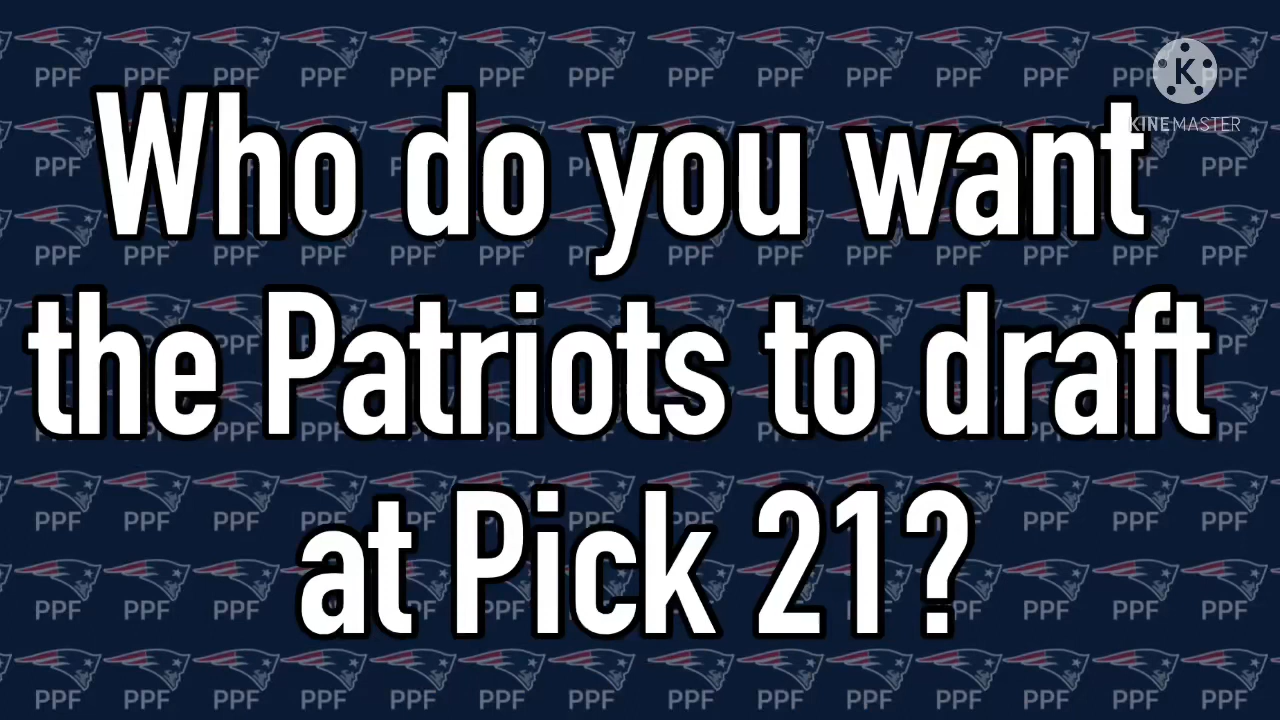 Who do you want
the Patriots to draft
at Pick 21?
K
KINEMASTER
PPF